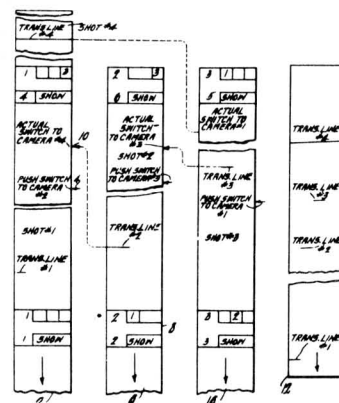 TRANS. LINE
#4
SHOT #4
1
4 SHOW
ACTUAL
SWITCH TO
CAMERA #4
10
PUSH SWITCH
TO CAMERA
#2
SHOT #1
TRANS. LINE
#1
1
1 SHOW
2 3
6 SHOW
ACTUAL
SWITCH TO
CAMERA
#3
SHOT #2
PUSH SWITCH
TO CAMERA #3
TRANS. LINE
#2
2 1
8
2 SHOW
3 1
5 SHOW
ACTUAL
SWITCH TO
CAMERA #1
TRANS. LINE
#3
PUSH SWITCH
TO CAMERA
#1
SHOT #3
3 2
3 SHOW
TRANS. LINE
#4
TRANS. LINE
#3
TRANS. LINE
#2
TRANS. LINE
#1
12